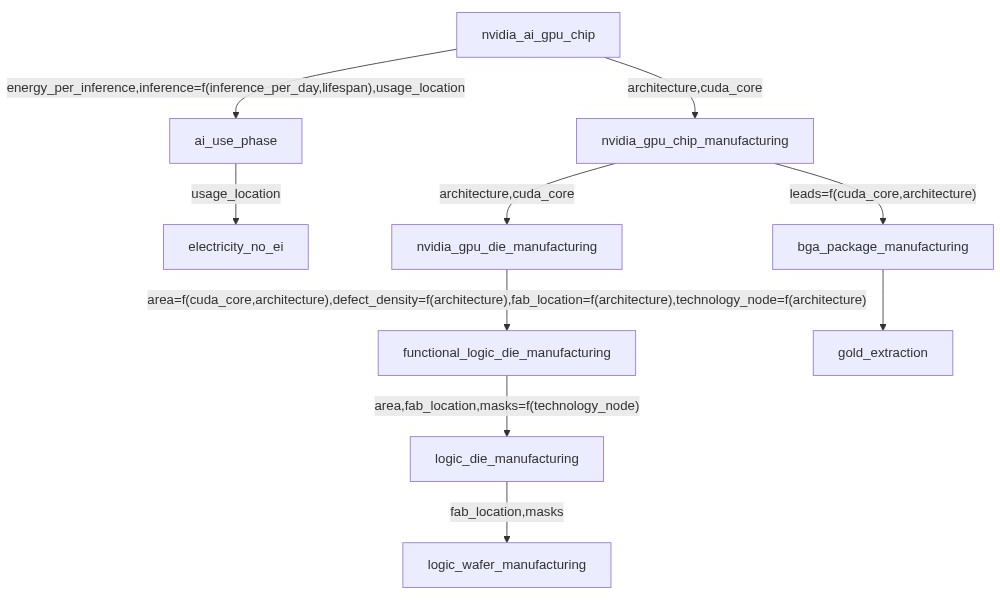 nvidia_ai_gpu_chip
energy_per_inference,inference=f(inference_per_day,lifespan),usage_location
architecture,cuda_core
ai_use_phase
nvidia_gpu_chip_manufacturing
usage_location
architecture,cuda_core
leads=f(cuda_core,architecture)
electricity_no_ei
nvidia_gpu_die_manufacturing
bga_package_manufacturing
area=f(cuda_core,architecture),defect_density=f(architecture),fab_location=f(architecture),technology_node=f(architecture)
functional_logic_die_manufacturing
gold_extraction
area,fab_location,masks=f(technology_node)
logic_die_manufacturing
fab_location,masks
logic_wafer_manufacturing